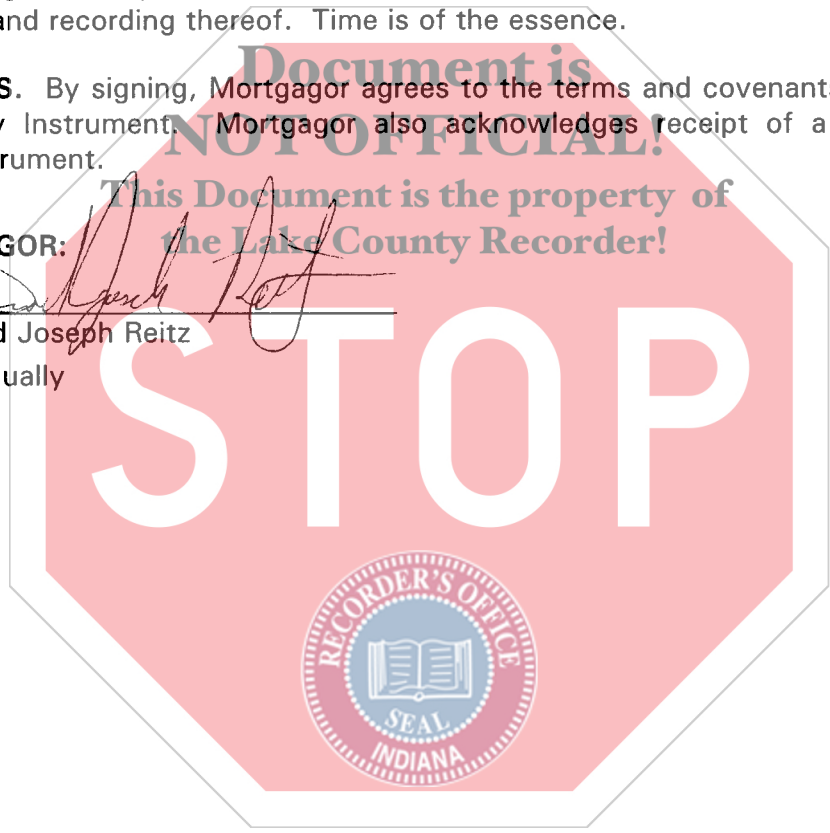 and recording thereof. Time is of the essence.
Document is
S. By signing, Mortgagor agrees to the terms and covenants
y Instrument. Mortgagor also acknowledges receipt of a
NOT OFFICIAL!
rument.
This Document is the property of
GOR:
the Lake County Recorder!
Joseph Reitz
d Joseph Reitz
ually
STOP
RECORDER'S OFFICE
SEAL
INDIANA